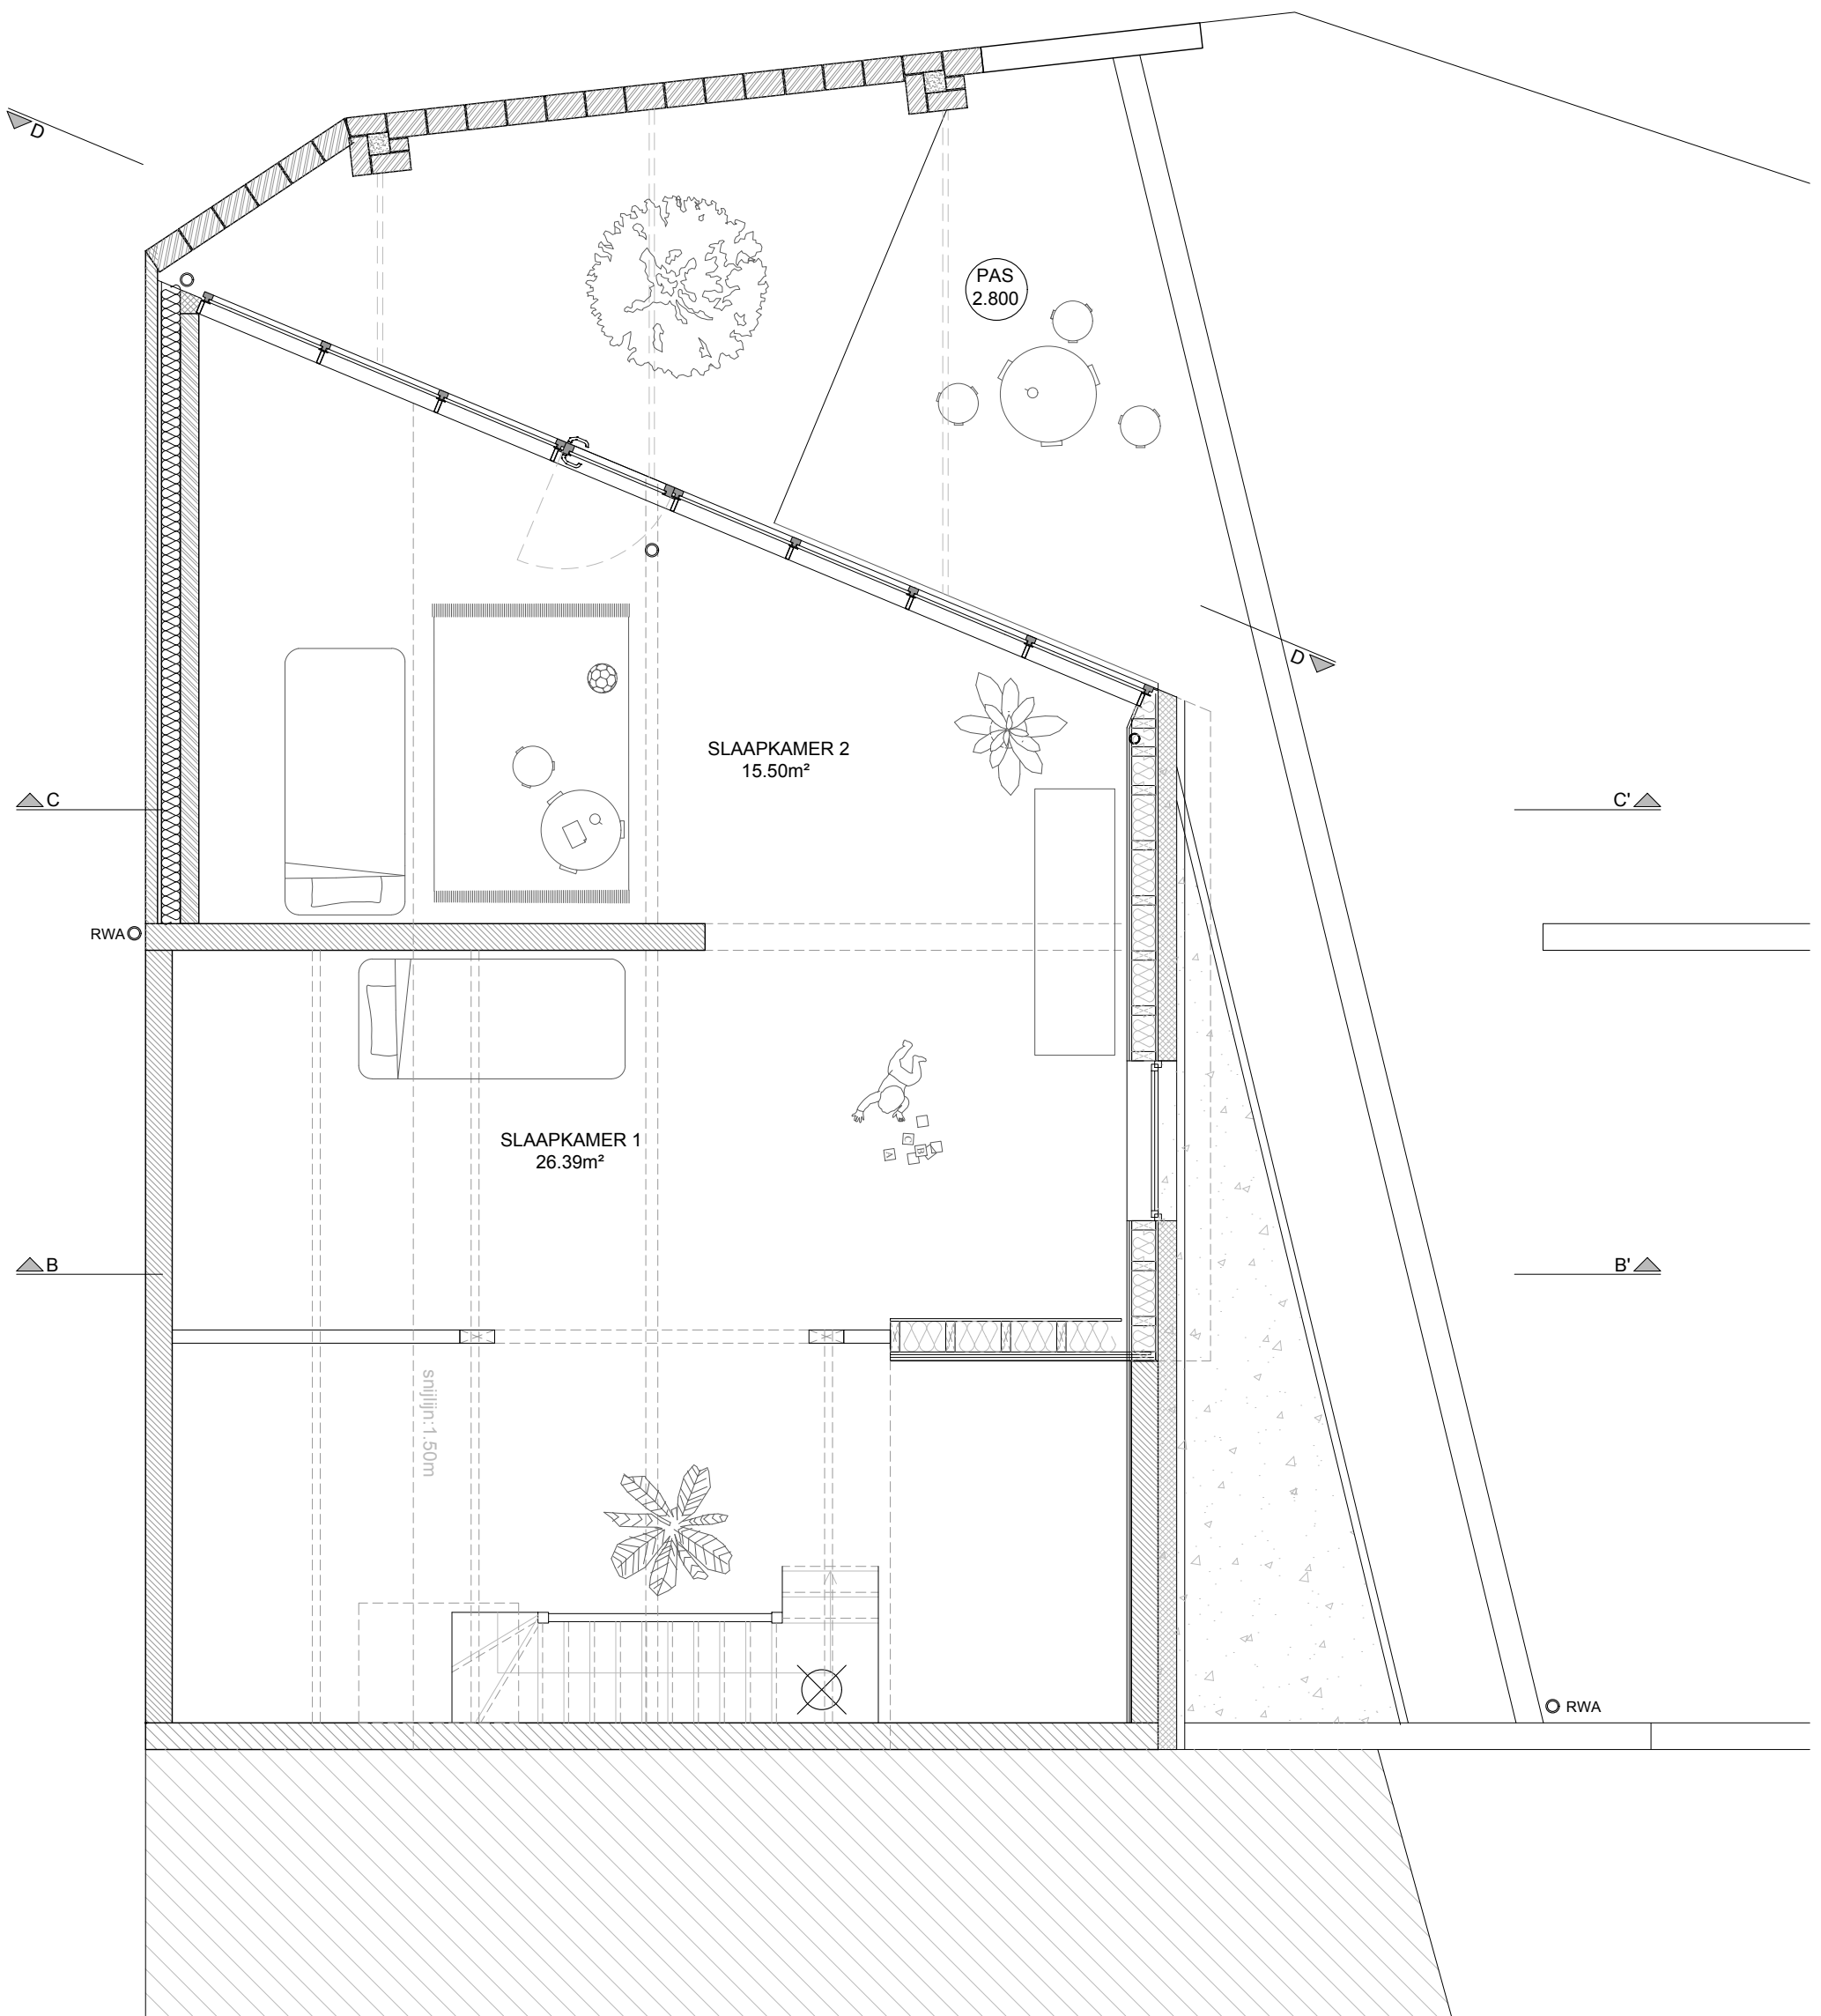 D
PAS
2.800
D
SLAAPKAMER 2
15.50m²
C
C'
RWA
SLAAPKAMER 1
26.39m²
C
A
B
B
B'
snijlijn:1.50m
RWA